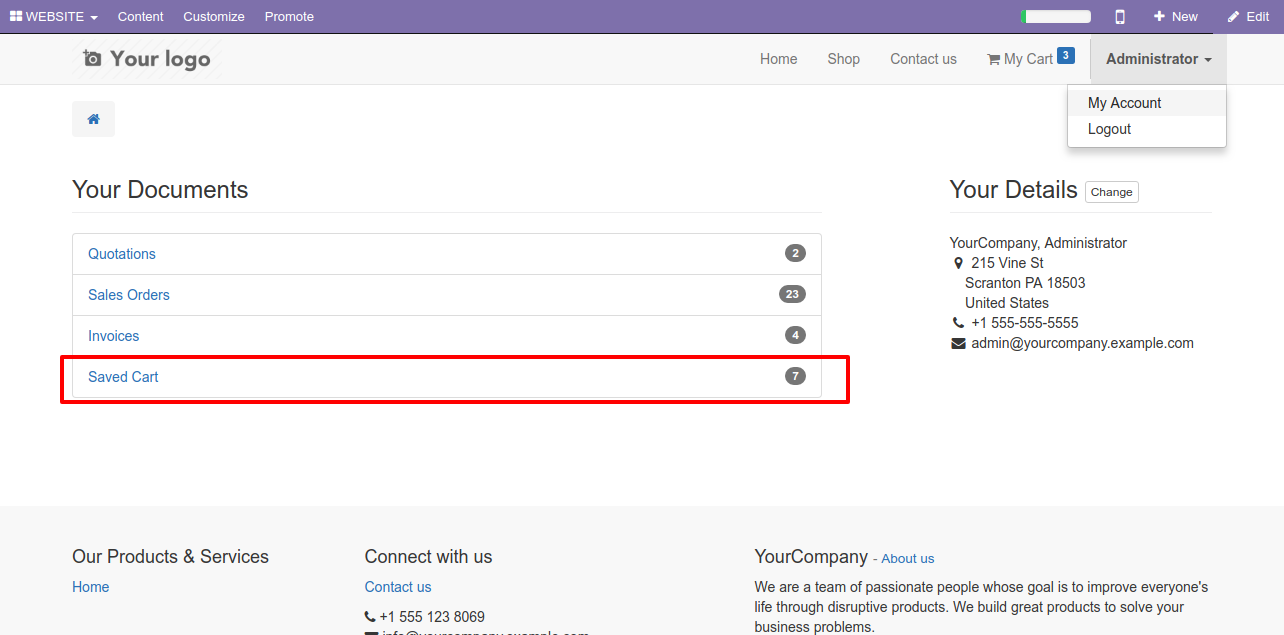 WEBSITE Content Customize Promote New Edit
Your logo Home Shop Contact us My Cart 3 Administrator
My Account
Logout
Your Documents
Quotations 2
Sales Orders 23
Invoices 4
Saved Cart 7
Your Details Change
YourCompany, Administrator
215 Vine St
Scranton PA 18503
United States
+1 555-555-5555
admin@yourcompany.example.com
Our Products & Services
Home
Connect with us
Contact us
+1 555 123 8069
info@yourcompany.example.com
YourCompany - About us
We are a team of passionate people whose goal is to improve everyone's
life through disruptive products. We build great products to solve your
business problems.